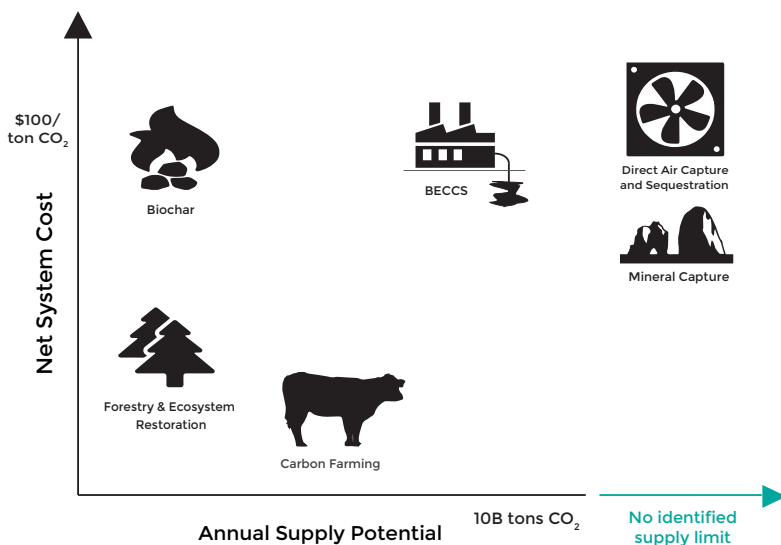 $100/
ton CO₂
Net System Cost
Biochar
BECCS
Direct Air Capture
and Sequestration
Mineral Capture
Forestry & Ecosystem
Restoration
Carbon Farming
Annual Supply Potential
10B tons CO₂
No identified
supply limit